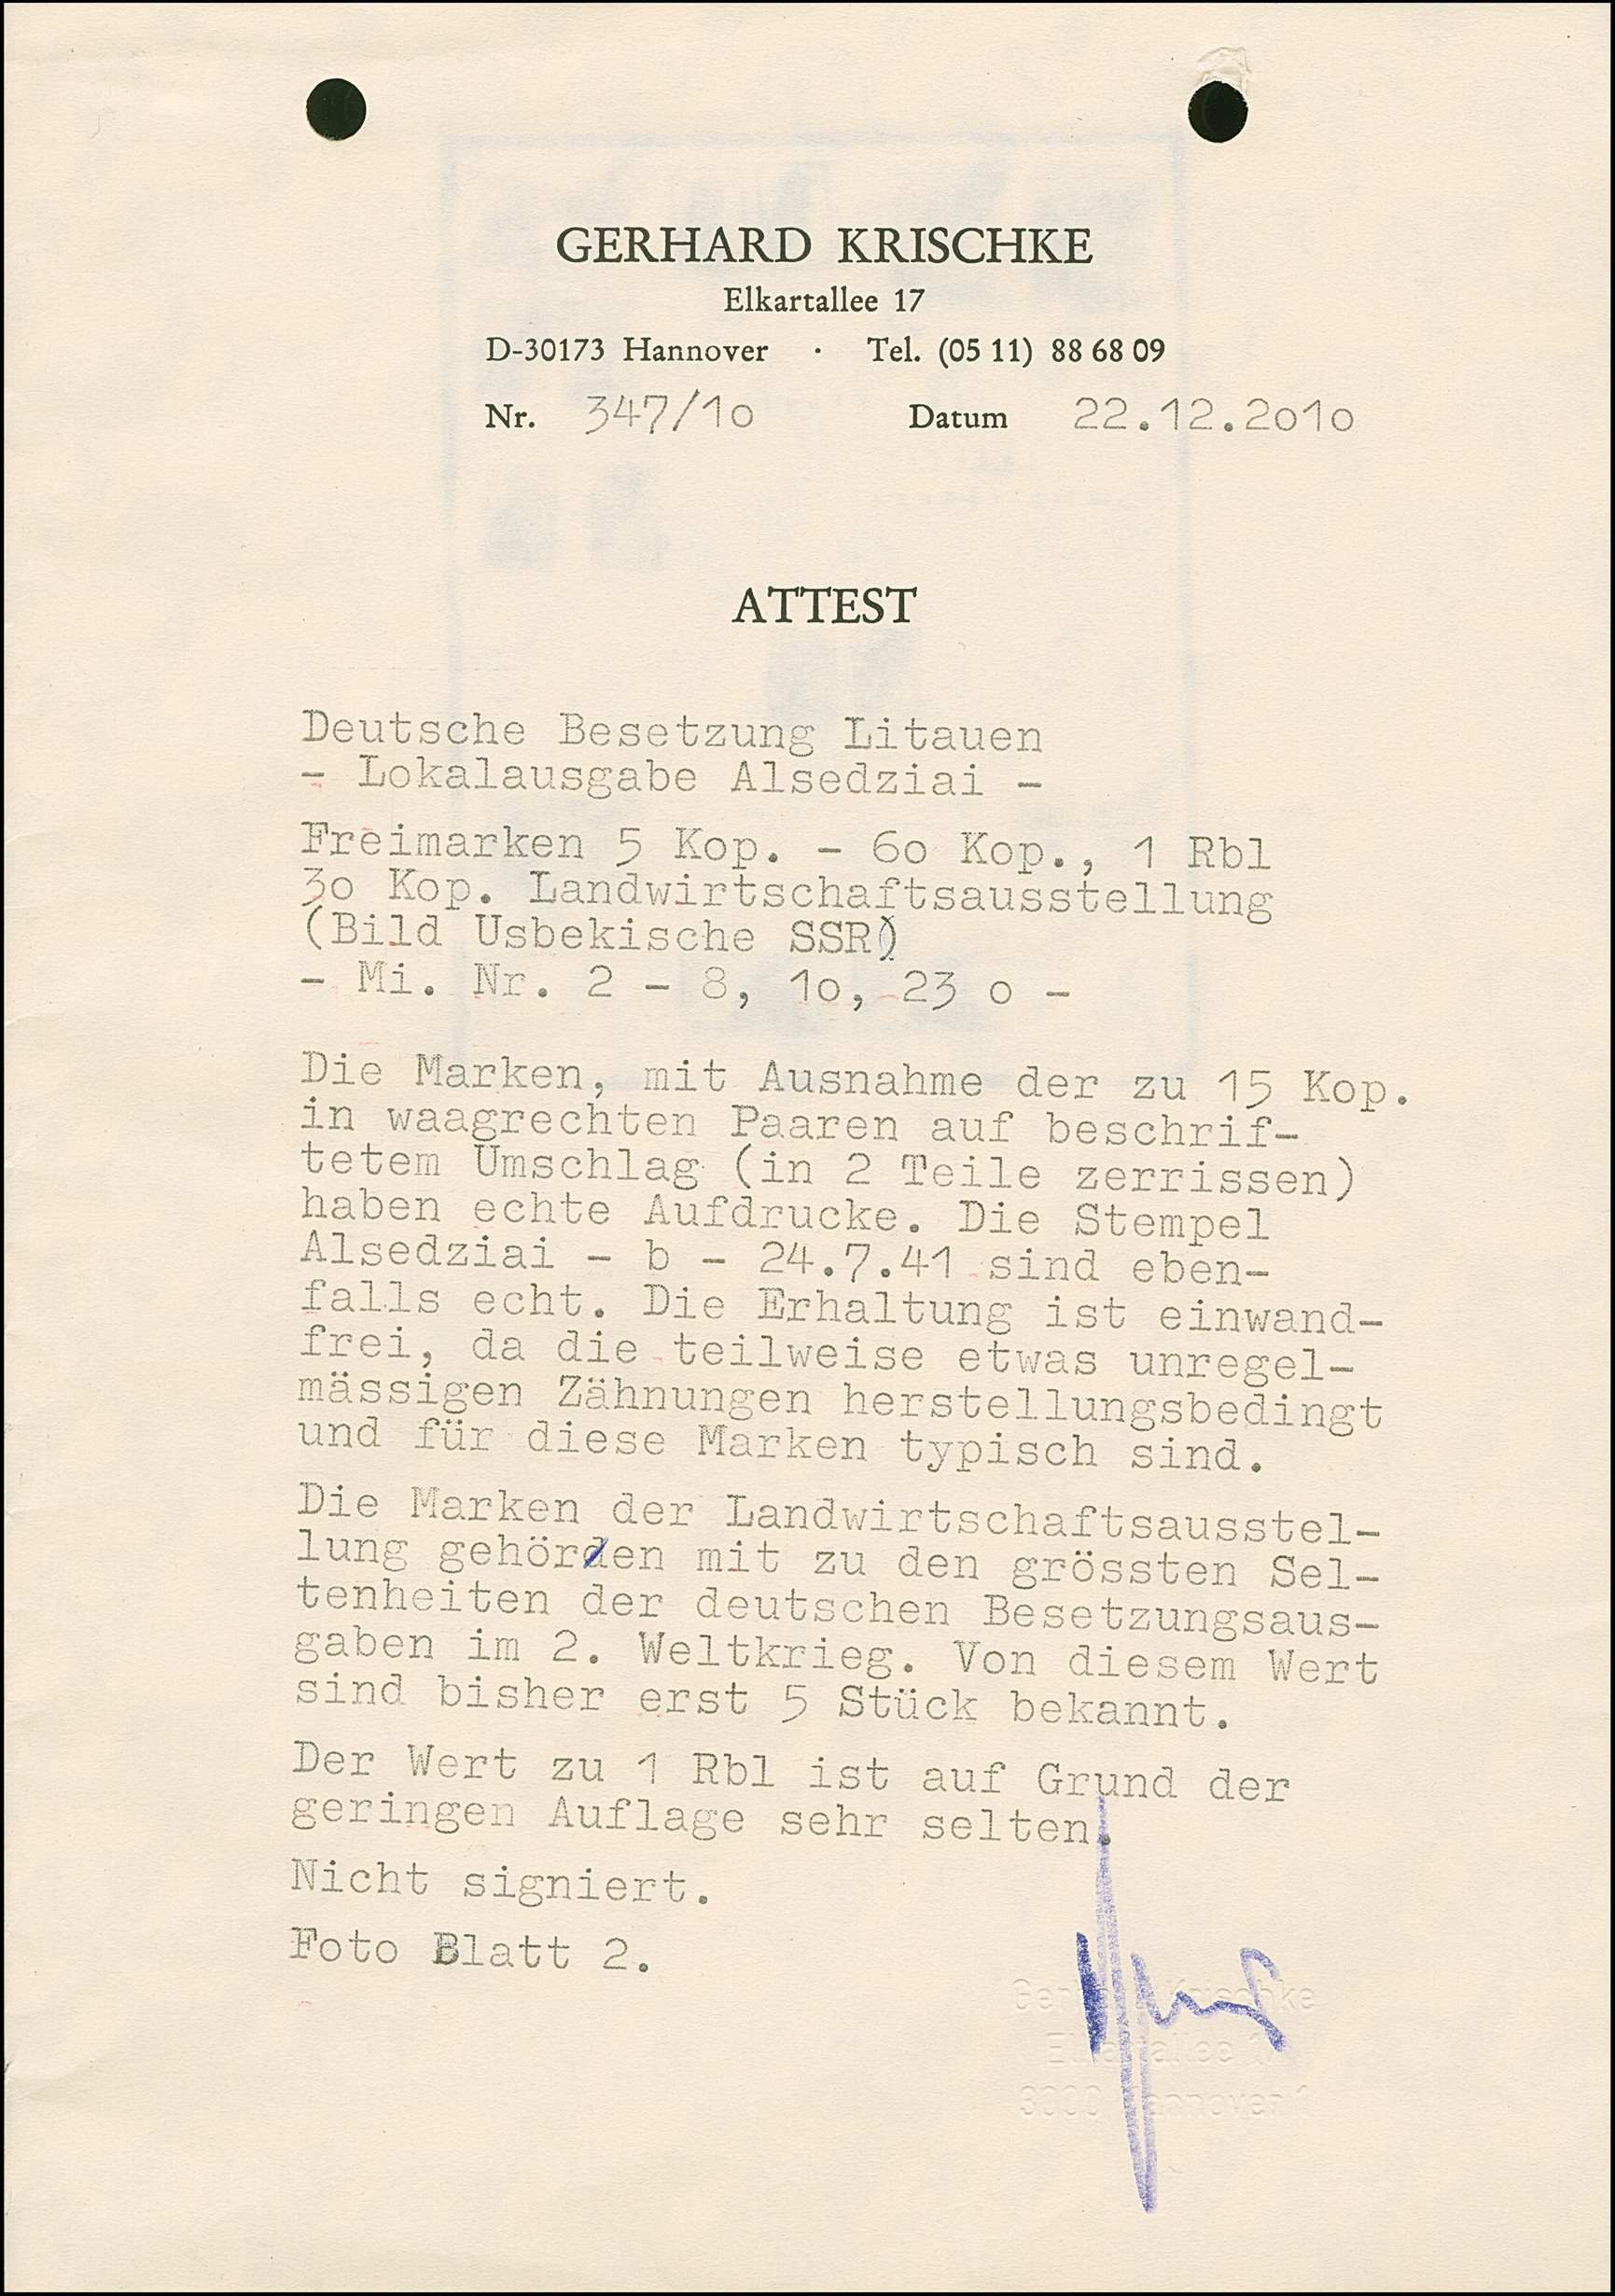 GERHARD KRISCHKE
Elkartallee 17
D-30173 Hannover · Tel. (05 11) 88 68 09
Nr. 347/1o Datum 22.12.2o1o
ATTEST
Deutsche Besetzung Litauen
- Lokalausgabe Alsedziai -
Freimarken 5 Kop. - 6o Kop., 1 Rbl
3o Kop. Landwirtschaftsausstellung
(Bild Usbekische SSR)
- Mi. Nr. 2 - 8, 1o, 23 o -
Die Marken, mit Ausnahme der zu 15 Kop.
in waagrechten Paaren auf beschrif-
tetem Umschlag (in 2 Teile zerrissen)
haben echte Aufdrucke. Die Stempel
Alsedziai - b - 24.7.41 sind eben-
falls echt. Die Erhaltung ist einwand-
frei, da die teilweise etwas unregel-
mässigen Zähnungen herstellungsbedingt
und für diese Marken typisch sind.
Die Marken der Landwirtschaftsausstel-
lung gehörden mit zu den grössten Sel-
tenheiten der deutschen Besetzungsaus-
gaben im 2. Weltkrieg. Von diesem Wert
sind bisher erst 5 Stück bekannt.
Der Wert zu 1 Rbl ist auf Grund der
geringen Auflage sehr selten.
Nicht signiert.
Foto Blatt 2.
Gerhard Krischke
Elkartallee 17
3000 Hannover 1